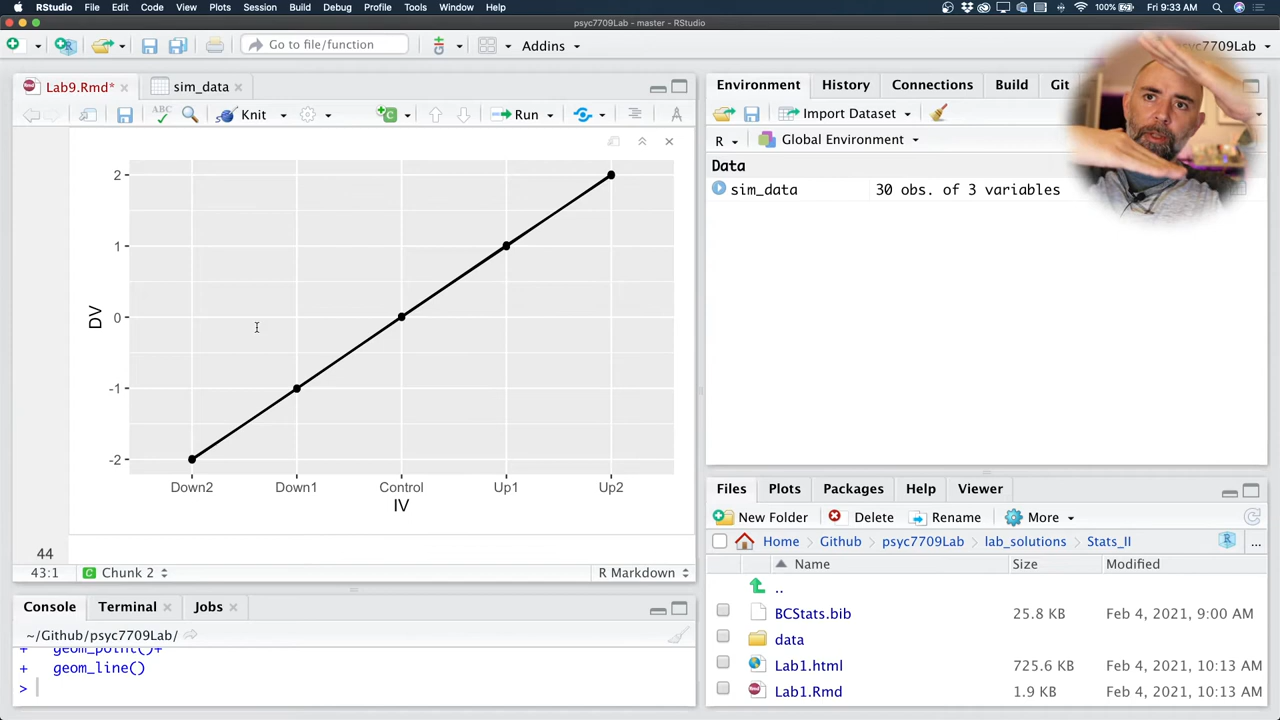 RStudio File Edit Code View Plots Session Build Debug Profile Tools Window Help 100% Fri 9:33 AM
psyc7709Lab - master - RStudio
Go to file/function Addins syc7709Lab
Lab9.Rmd* sim_data
ABC Knit Run
2
1
0
-1
-2
DV
Down2 Down1 Control Up1 Up2
IV
44
43:1 Chunk 2 R Markdown
Console Terminal Jobs
~/Github/psyc7709Lab/
+ geom_point()+
+ geom_line()
>
Environment History Connections Build Git
Import Dataset
R Global Environment
Data
sim_data 30 obs. of 3 variables
Files Plots Packages Help Viewer
New Folder Delete Rename More
Home Github psyc7709Lab lab_solutions Stats_II ...
Name Size Modified
..
BCStats.bib 25.8 KB Feb 4, 2021, 9:00 AM
data
Lab1.html 725.6 KB Feb 4, 2021, 10:13 AM
Lab1.Rmd 1.9 KB Feb 4, 2021, 10:13 AM